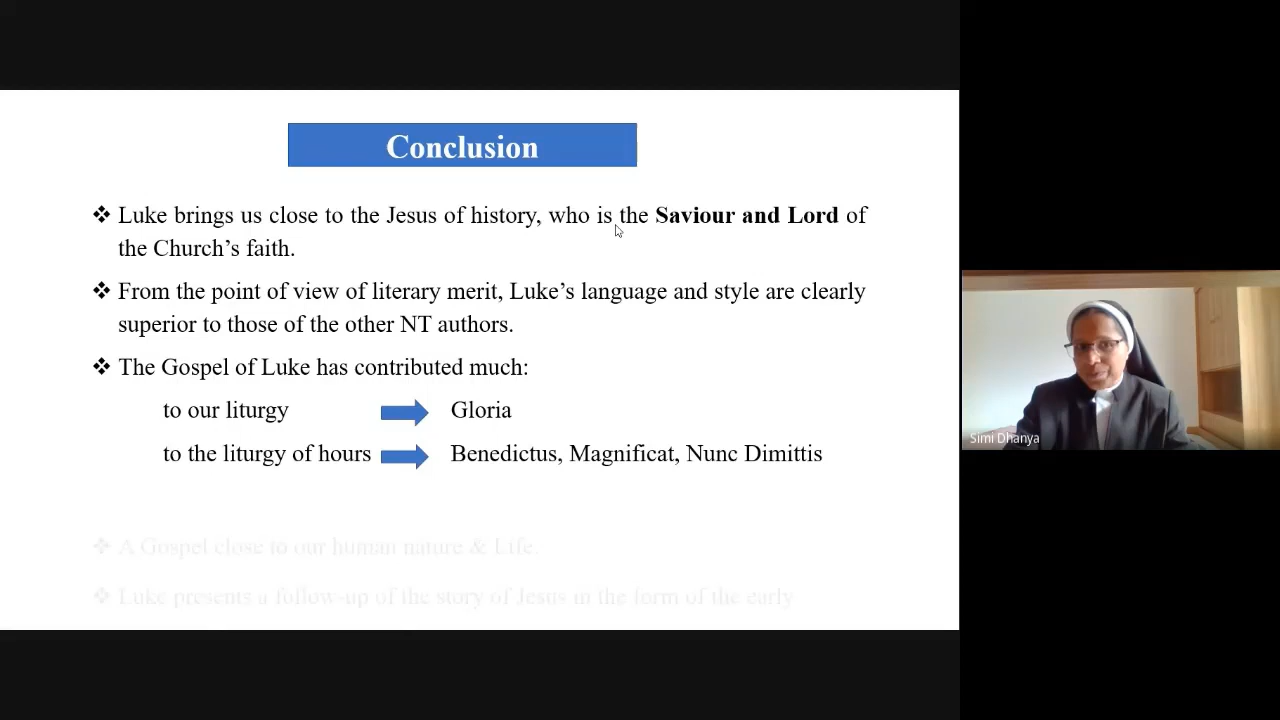 Conclusion
❖ Luke brings us close to the Jesus of history, who is the Saviour and Lord of
the Church’s faith.
❖ From the point of view of literary merit, Luke’s language and style are clearly
superior to those of the other NT authors.
❖ The Gospel of Luke has contributed much:
to our liturgy Gloria
to the liturgy of hours Benedictus, Magnificat, Nunc Dimittis
❖ A Gospel close to our human nature & Life.
❖ Luke presents a follow-up of the story of Jesus in the form of the early
Simi Dhanya